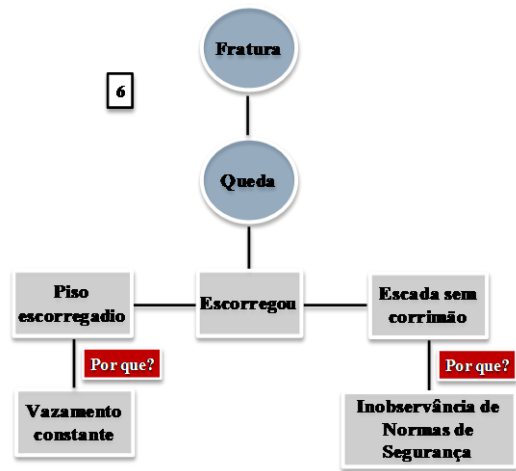 Fratura
6
Queda
Piso
escorregadio
Escorregou
Escada sem
corrimão
Por que?
Por que?
Vazamento
constante
Inobservância de
Normas de
Segurança